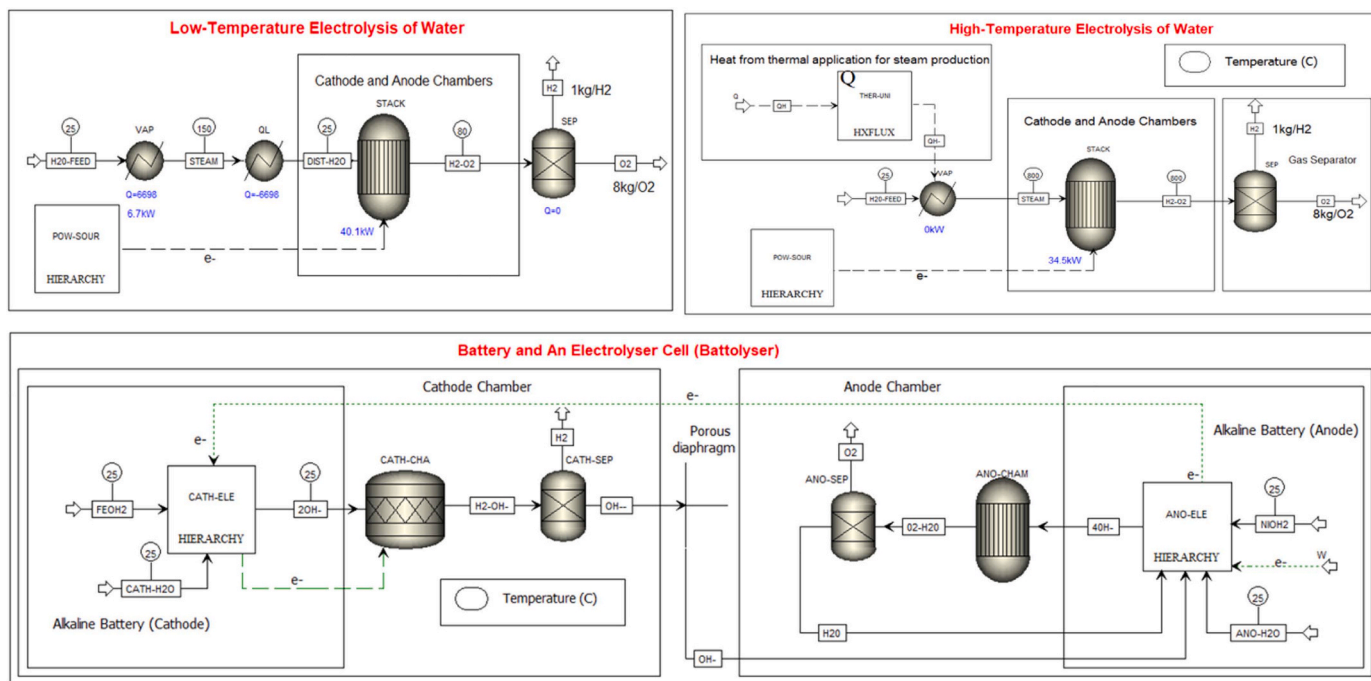 Low-Temperature Electrolysis of Water
Cathode and Anode Chambers
H2
1kg/H2
STACK
SEP
25
VAP
150
QL
25
80
H20-FEED
STEAM
DIST-H2O
H2-O2
O2
8kg/O2
Q=6698
Q=-6698
Q=0
6.7kW
40.1kW
POW-SOUR
HIERARCHY
e-
High-Temperature Electrolysis of Water
Heat from thermal application for steam production
Temperature (C)
Q
Q
QH
THER-UNI
HXFLUX
QH-
Cathode and Anode Chambers
STACK
H2
1kg/H2
SEP
Gas Separator
25
VAP
800
800
H20-FEED
STEAM
H2-O2
O2
8kg/O2
0kW
34.5kW
POW-SOUR
HIERARCHY
e-
Battery and An Electrolyser Cell (Battolyser)
Cathode Chamber
e-
Anode Chamber
e-
H2
Porous
diaphragm
O2
Alkaline Battery (Anode)
25
25
CATH-CHA
CATH-SEP
ANO-SEP
ANO-CHAM
e-
FEOH2
CATH-ELE
HIERARCHY
2OH-
H2-OH-
OH--
02-H20
40H-
ANO-ELE
HIERARCHY
25
NIOH2
25
CATH-H2O
e-
e-
W
Temperature (C)
25
ANO-H2O
Alkaline Battery (Cathode)
H20
OH-